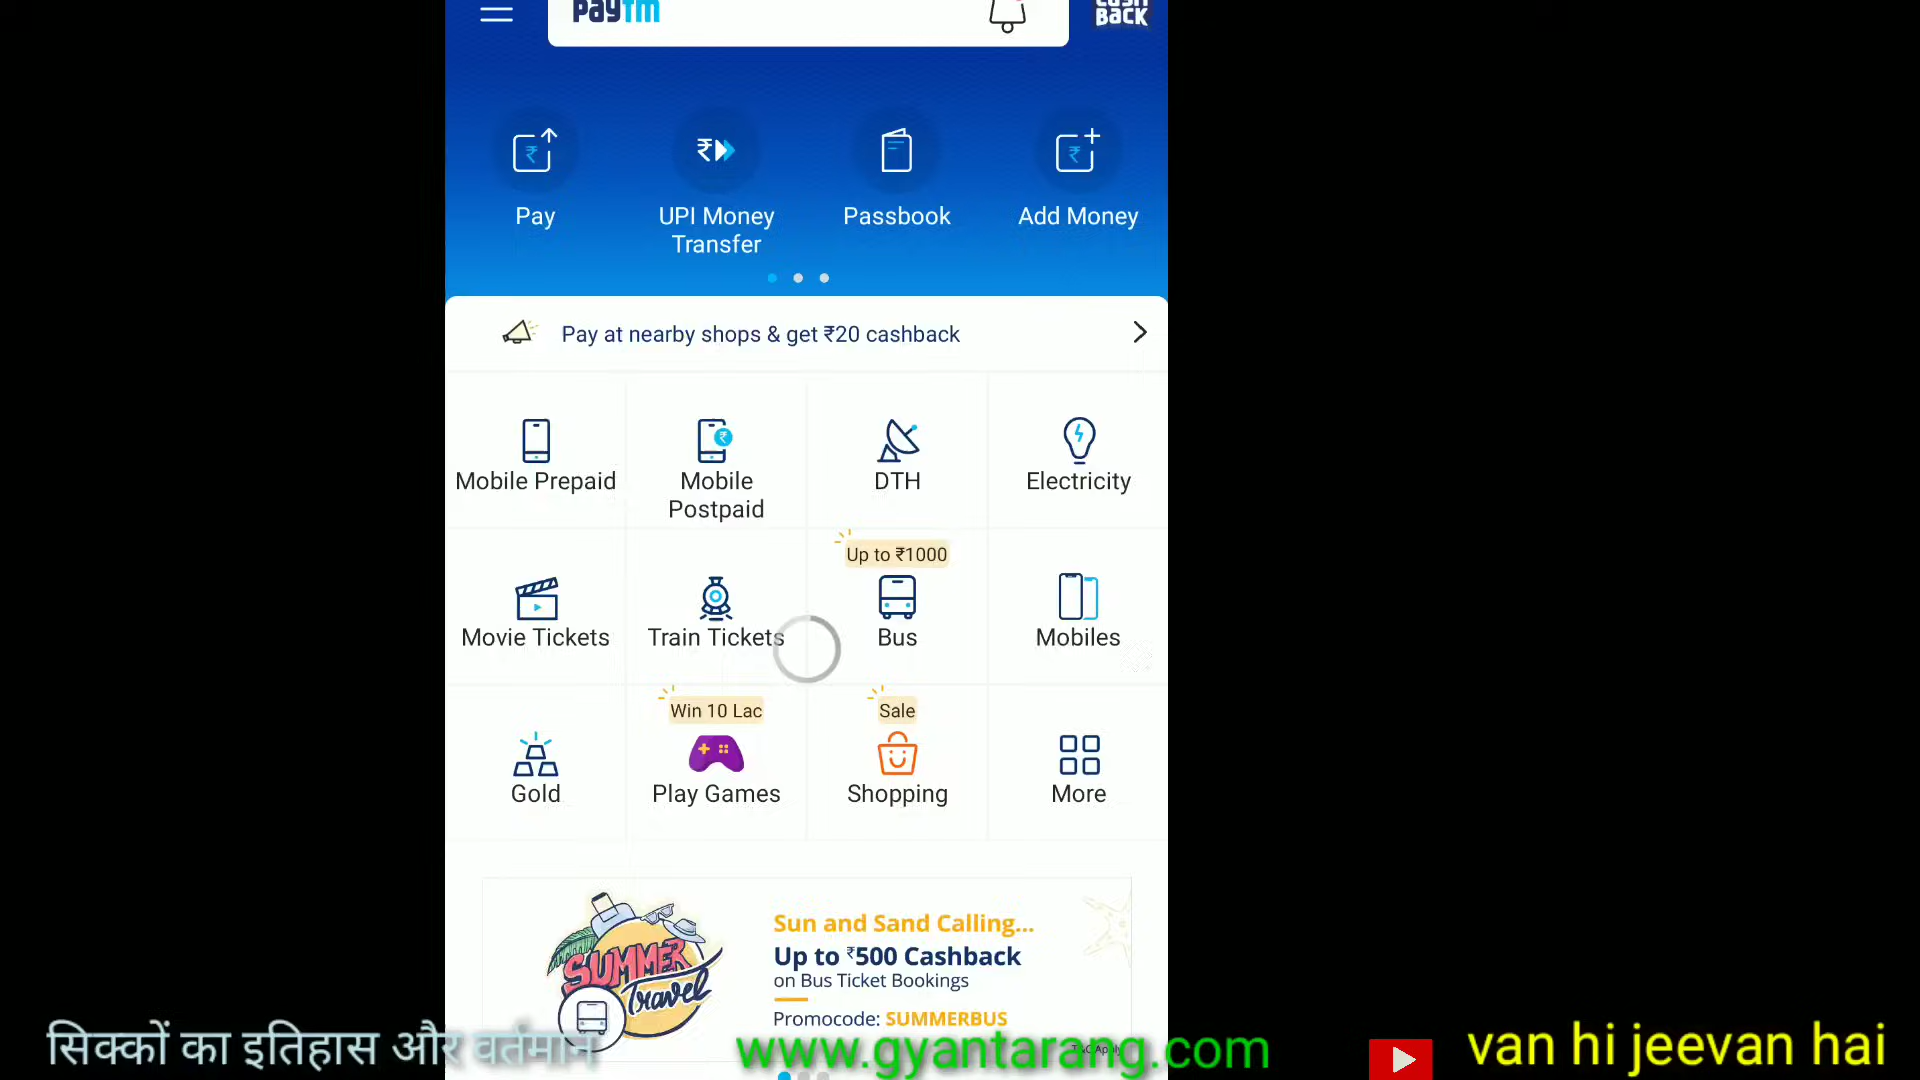 paytm
CASH
BACK
Pay
UPI Money
Transfer
Passbook
Add Money
Pay at nearby shops & get ₹20 cashback
Mobile Prepaid
Mobile
Postpaid
DTH
Electricity
Up to ₹1000
Movie Tickets
Train Tickets
Bus
Mobiles
Win 10 Lac
Sale
Gold
Play Games
Shopping
More
SUMMER
Travel
Sun and Sand Calling...
Up to ₹500 Cashback
on Bus Ticket Bookings
Promocode: SUMMERBUS
सिक्कों का इतिहास और वर्तमान
www.gyantarang.com
van hi jeevan hai